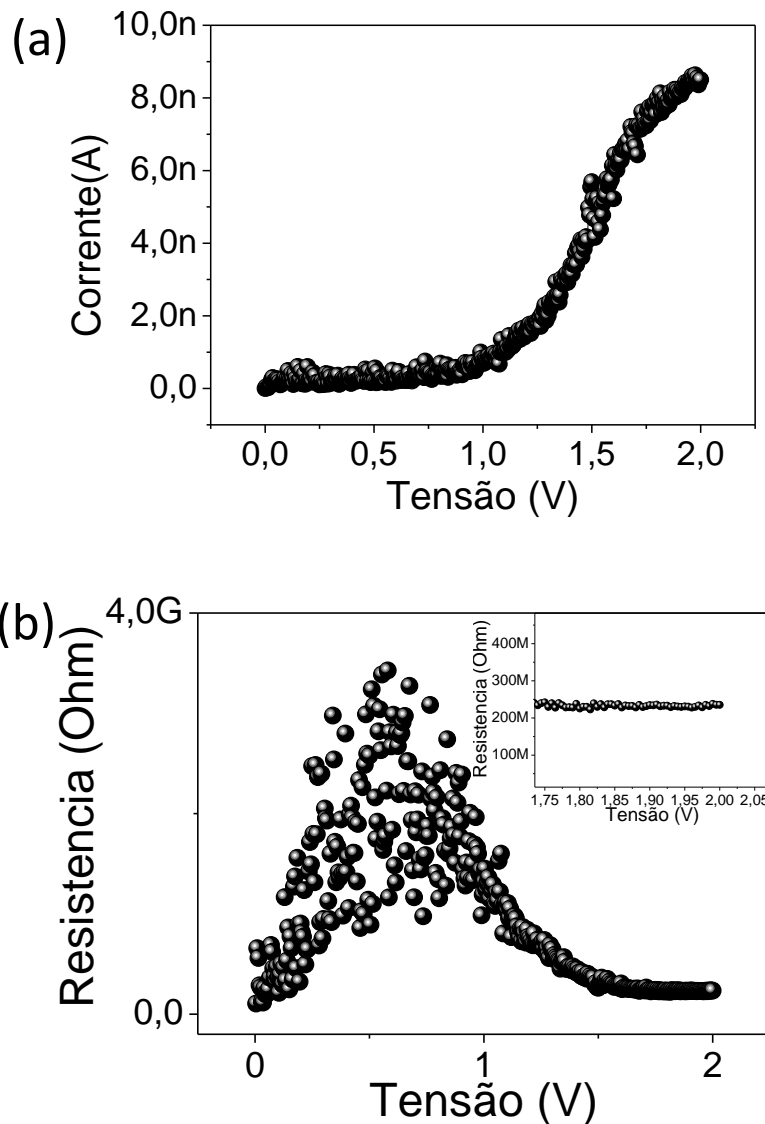 (a)
10,0n
8,0n
6,0n
4,0n
2,0n
0,0
Corrente(A)
0,0 0,5 1,0 1,5 2,0
Tensão (V)
(b)
4,0G
0,0
Resistencia (Ohm)
0 1 2
Tensão (V)
400M
300M
200M
100M
Resistencia (Ohm)
1,75 1,80 1,85 1,90 1,95 2,00 2,05
Tensão (V)